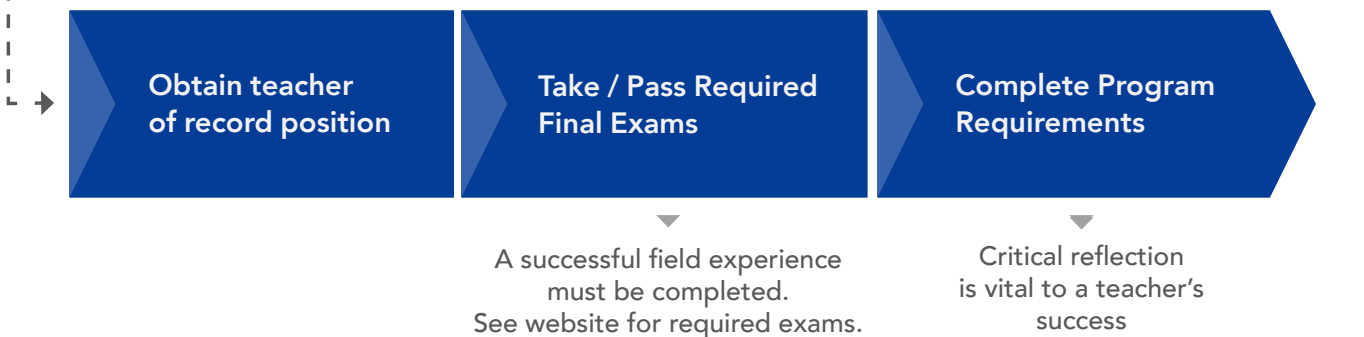 Obtain teacher
of record position
Take / Pass Required
Final Exams
Complete Program
Requirements
A successful field experience
must be completed.
See website for required exams.
Critical reflection
is vital to a teacher's
success